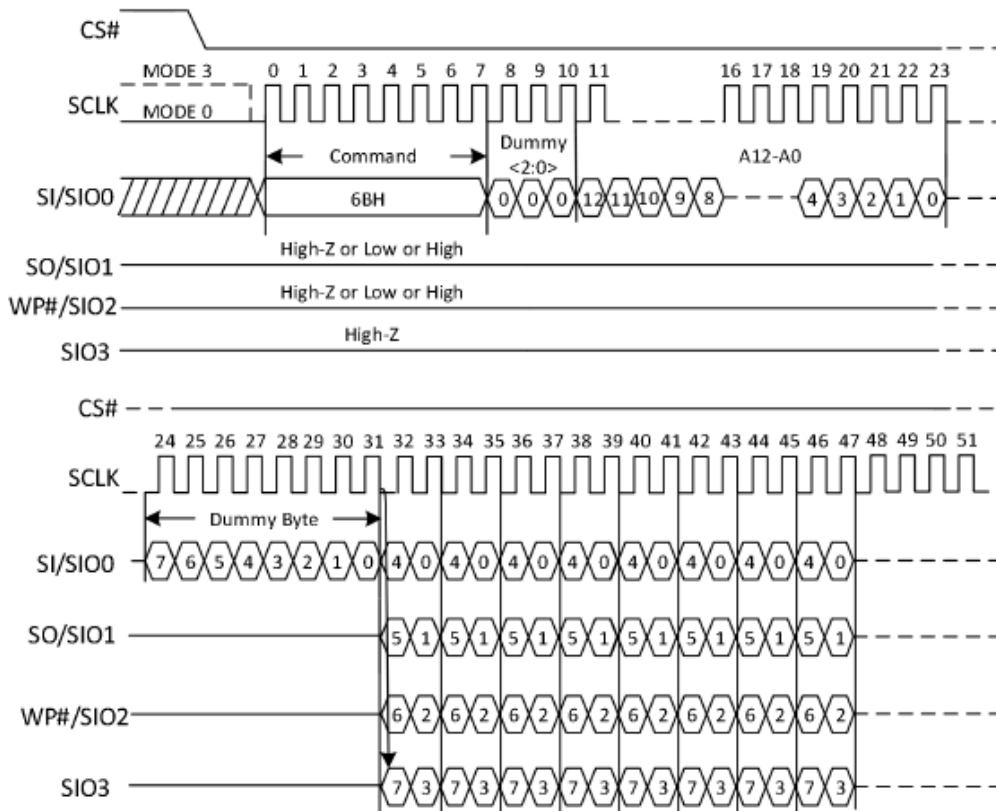 CS#
MODE 3
0 1 2 3 4 5 6 7 8 9 10 11 16 17 18 19 20 21 22 23
SCLK
MODE 0
Command
Dummy
<2:0>
A12-A0
SI/SIO0
6BH
0 0 0 12 11 10 9 8 4 3 2 1 0
High-Z or Low or High
SO/SIO1
High-Z or Low or High
WP#/SIO2
High-Z
SIO3
CS#
24 25 26 27 28 29 30 31 32 33 34 35 36 37 38 39 40 41 42 43 44 45 46 47 48 49 50 51
SCLK
Dummy Byte
SI/SIO0
7 6 5 4 3 2 1 0 4 0 4 0 4 0 4 0 4 0 4 0 4 0 4 0
SO/SIO1
5 1 5 1 5 1 5 1 5 1 5 1 5 1 5 1
WP#/SIO2
6 2 6 2 6 2 6 2 6 2 6 2 6 2 6 2
SIO3
7 3 7 3 7 3 7 3 7 3 7 3 7 3 7 3